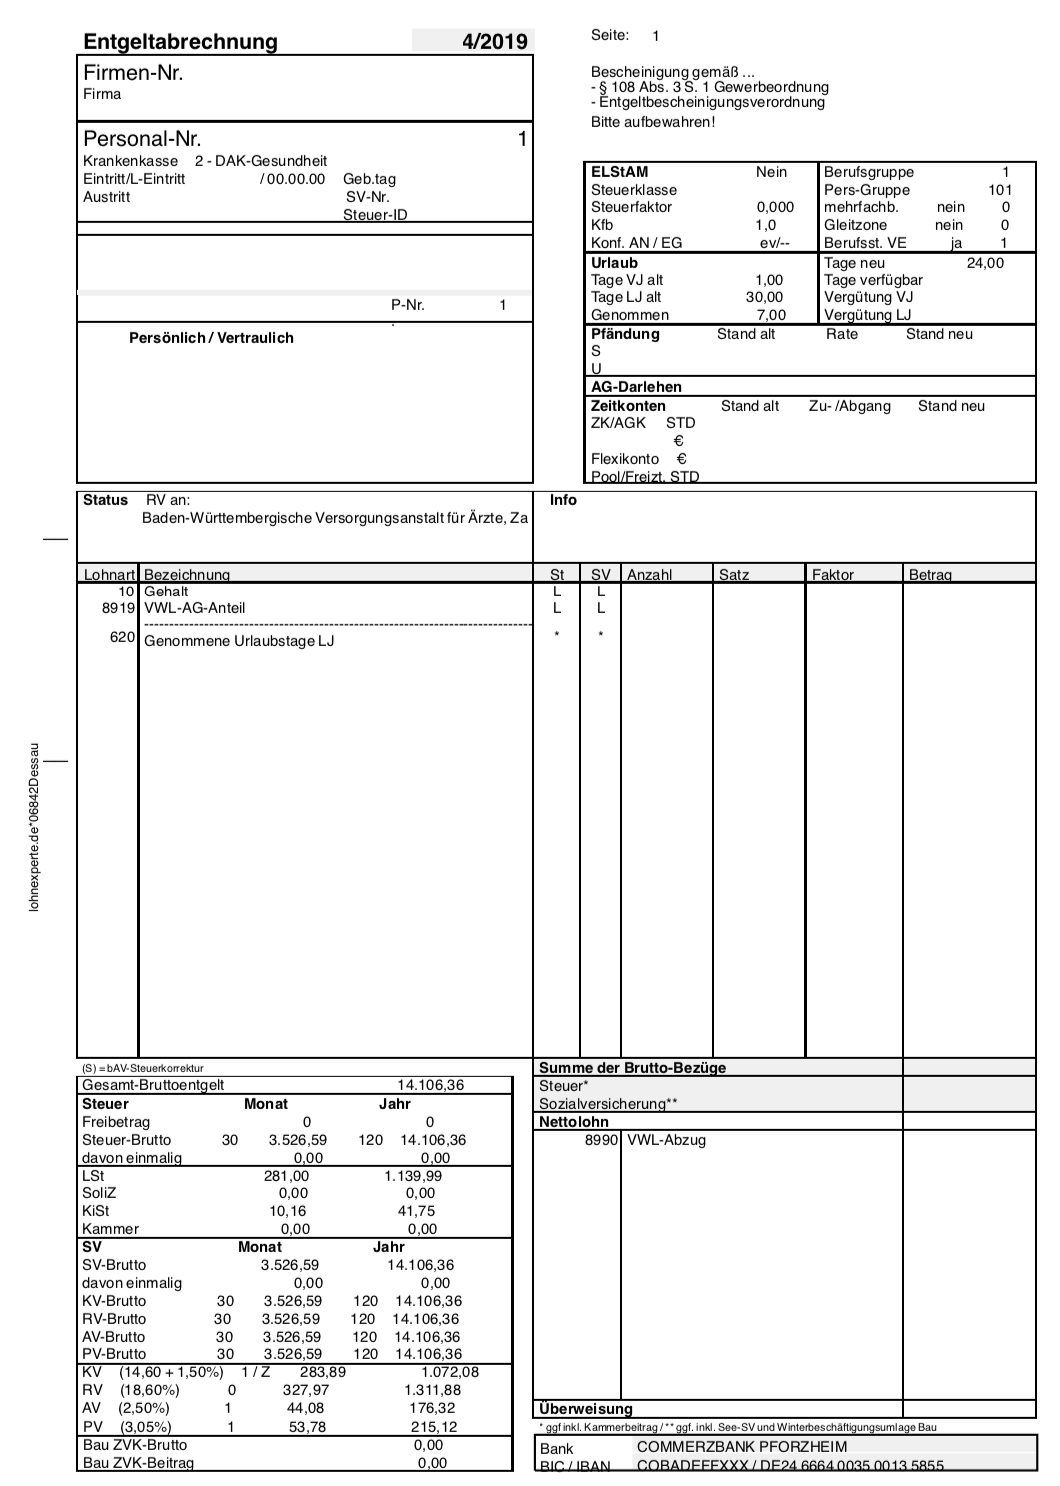 Entgeltabrechnung 4/2019
Seite: 1
Firmen-Nr.
Firma
Bescheinigung gemäß ...
- § 108 Abs. 3 S. 1 Gewerbeordnung
- Entgeltbescheinigungsverordnung
Bitte aufbewahren!
Personal-Nr. 1
Krankenkasse 2 - DAK-Gesundheit
Eintritt/L-Eintritt / 00.00.00 Geb.tag
Austritt SV-Nr.
Steuer-ID
P-Nr. 1
.
Persönlich / Vertraulich
ELStAM Nein Berufsgruppe 1
Steuerklasse Pers-Gruppe 101
Steuerfaktor 0,000 mehrfachb. nein 0
Kfb 1,0 Gleitzone nein 0
Konf. AN / EG ev/-- Berufsst. VE ja 1
Urlaub Tage neu 24,00
Tage VJ alt 1,00 Tage verfügbar
Tage LJ alt 30,00 Vergütung VJ
Genommen 7,00 Vergütung LJ
Pfändung Stand alt Rate Stand neu
S
U
AG-Darlehen
Zeitkonten Stand alt Zu- /Abgang Stand neu
ZK/AGK STD
€
Flexikonto €
Pool/Freizt. STD
Status RV an: Info
Baden-Württembergische Versorgungsanstalt für Ärzte, Za
Lohnart Bezeichnung St SV Anzahl Satz Faktor Betrag
10 Gehalt L L
8919 VWL-AG-Anteil L L
------------------------------------------------------------------------------
620 Genommene Urlaubstage LJ * *
lohnexperte.de*06842Dessau
(S) = bAV-Steuerkorrektur
Gesamt-Bruttoentgelt 14.106,36
Steuer Monat Jahr
Freibetrag 0 0
Steuer-Brutto 30 3.526,59 120 14.106,36
davon einmalig 0,00 0,00
LSt 281,00 1.139,99
SoliZ 0,00 0,00
KiSt 10,16 41,75
Kammer 0,00 0,00
SV Monat Jahr
SV-Brutto 3.526,59 14.106,36
davon einmalig 0,00 0,00
KV-Brutto 30 3.526,59 120 14.106,36
RV-Brutto 30 3.526,59 120 14.106,36
AV-Brutto 30 3.526,59 120 14.106,36
PV-Brutto 30 3.526,59 120 14.106,36
KV (14,60 + 1,50%) 1 / Z 283,89 1.072,08
RV (18,60%) 0 327,97 1.311,88
AV (2,50%) 1 44,08 176,32
PV (3,05%) 1 53,78 215,12
Bau ZVK-Brutto 0,00
Bau ZVK-Beitrag 0,00
Summe der Brutto-Bezüge
Steuer*
Sozialversicherung**
Nettolohn
8990 VWL-Abzug
Überweisung
* ggf inkl. Kammerbeitrag / ** ggf. inkl. See-SV und Winterbeschäftigungsumlage Bau
Bank COMMERZBANK PFORZHEIM
BIC / IBAN COBADEFFXXX / DE24 6664 0035 0013 5855